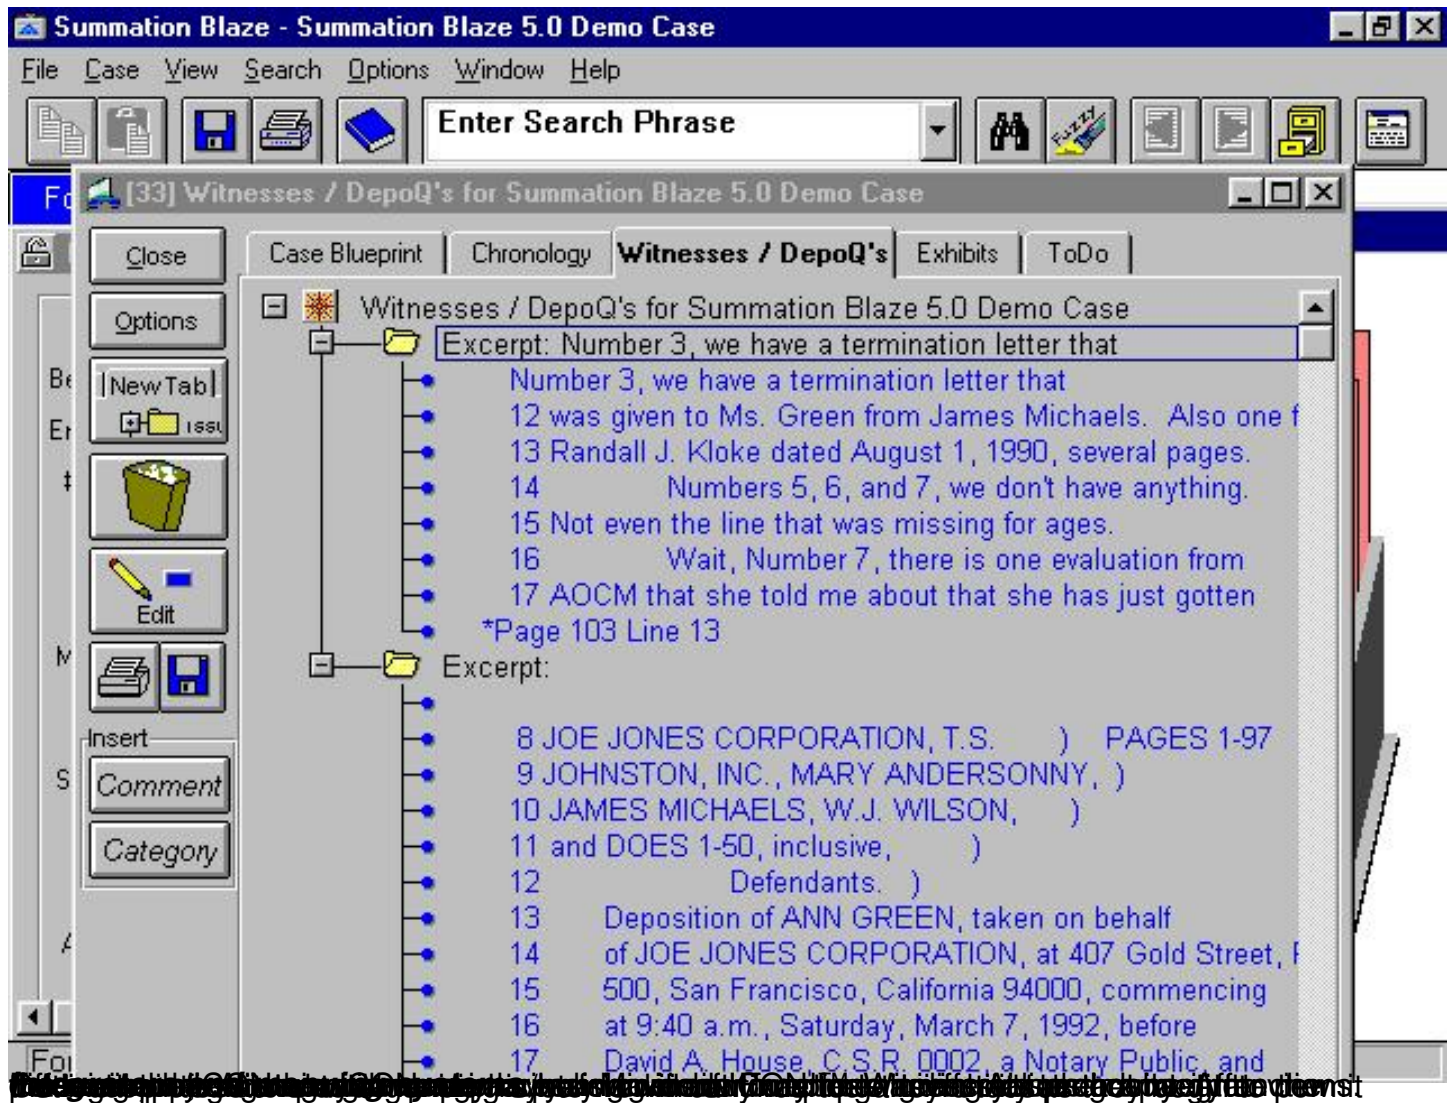 Summation Blaze - Summation Blaze 5.0 Demo Case
File Case View Search Options Window Help
Enter Search Phrase
Fuzzy
[33] Witnesses / DepoQ's for Summation Blaze 5.0 Demo Case
Close
Options
New Tab
Edit
Insert
Comment
Category
Case Blueprint Chronology Witnesses / DepoQ's Exhibits ToDo
Witnesses / DepoQ's for Summation Blaze 5.0 Demo Case
Excerpt: Number 3, we have a termination letter that
Number 3, we have a termination letter that
12 was given to Ms. Green from James Michaels. Also one f
13 Randall J. Kloke dated August 1, 1990, several pages.
14 Numbers 5, 6, and 7, we don't have anything.
15 Not even the line that was missing for ages.
16 Wait, Number 7, there is one evaluation from
17 AOCM that she told me about that she has just gotten
*Page 103 Line 13
Excerpt:
8 JOE JONES CORPORATION, T.S. ) PAGES 1-97
9 JOHNSTON, INC., MARY ANDERSONNY, )
10 JAMES MICHAELS, W.J. WILSON, )
11 and DOES 1-50, inclusive, )
12 Defendants. )
13 Deposition of ANN GREEN, taken on behalf
14 of JOE JONES CORPORATION, at 407 Gold Street,
15 500, San Francisco, California 94000, commencing
16 at 9:40 a.m., Saturday, March 7, 1992, before
17 David A. House, C.S.R. 0002, a Notary Public, and